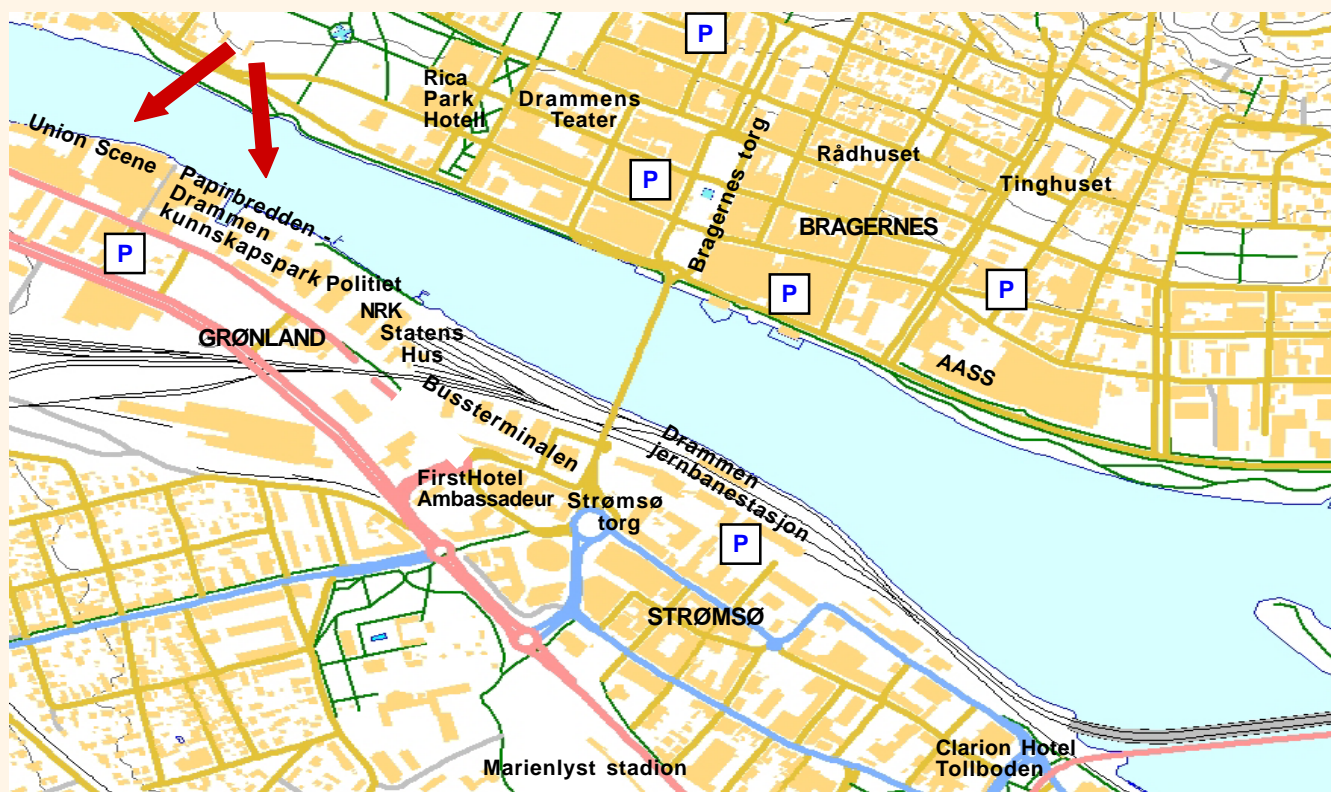 P
Rica
Park
Hotell
Drammens
Teater
Bragernes torg
Rådhuset
Tinghuset
P
Union Scene
Papirbredden
Drammen
kunnskapspark
BRAGERNES
P
Politiet
P
P
NRK
Statens
Hus
GRØNLAND
AASS
Bussterminalen
Drammen
jernbanestasjon
FirstHotel
Ambassadeur
Strømsø
torg
P
STRØMSØ
Marienlyst stadion
Clarion Hotel
Tollboden